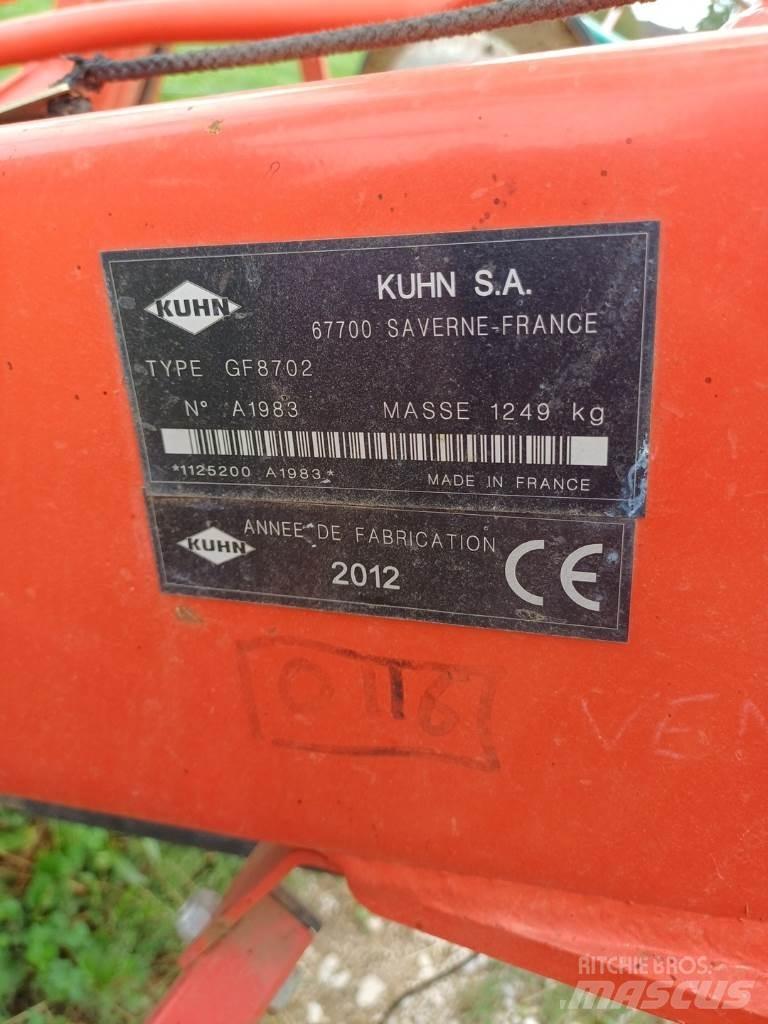 KUHN
KUHN S.A.
67700 SAVERNE-FRANCE
TYPE GF8702
N° A1983 MASSE 1249 kg
*1125200 A1983*
MADE IN FRANCE
KUHN
ANNEE DE FABRICATION
2012
CE
VEN
RITCHIE BROS.
MASCUS